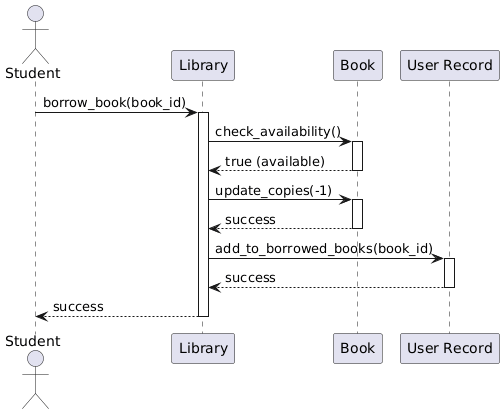 Student
Library
Book
User Record
borrow_book(book_id)
check_availability()
true (available)
update_copies(-1)
success
add_to_borrowed_books(book_id)
success
success
Student
Library
Book
User Record